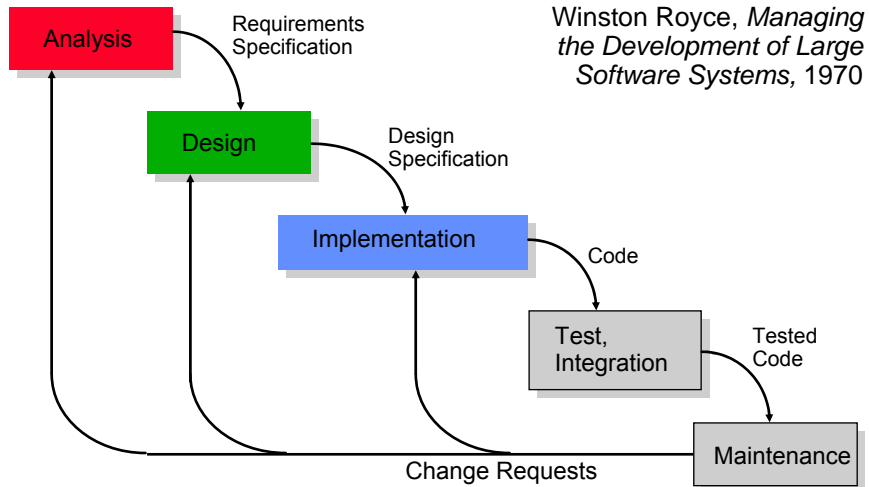 Winston Royce, Managing
the Development of Large
Software Systems, 1970
Analysis
Requirements
Specification
Design
Design
Specification
Implementation
Code
Test,
Integration
Tested
Code
Maintenance
Change Requests